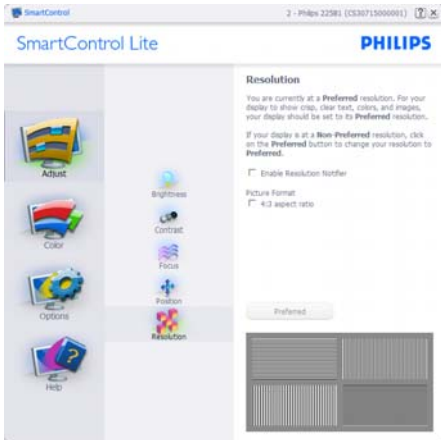 SmartControl
2 - Philips 225B1 (CS30715000001)
SmartControl Lite
PHILIPS
Adjust
Color
Options
Help
Brightness
Contrast
Focus
Position
Resolution
Resolution
You are currently at a Preferred resolution. For your
display to show crisp, clear text, colors, and images,
your display should be set to its Preferred resolution.
If your display is at a Non-Preferred resolution, click
on the Preferred button to change your resolution to
Preferred.
Enable Resolution Notifier
Picture Format
4:3 aspect ratio
Preferred